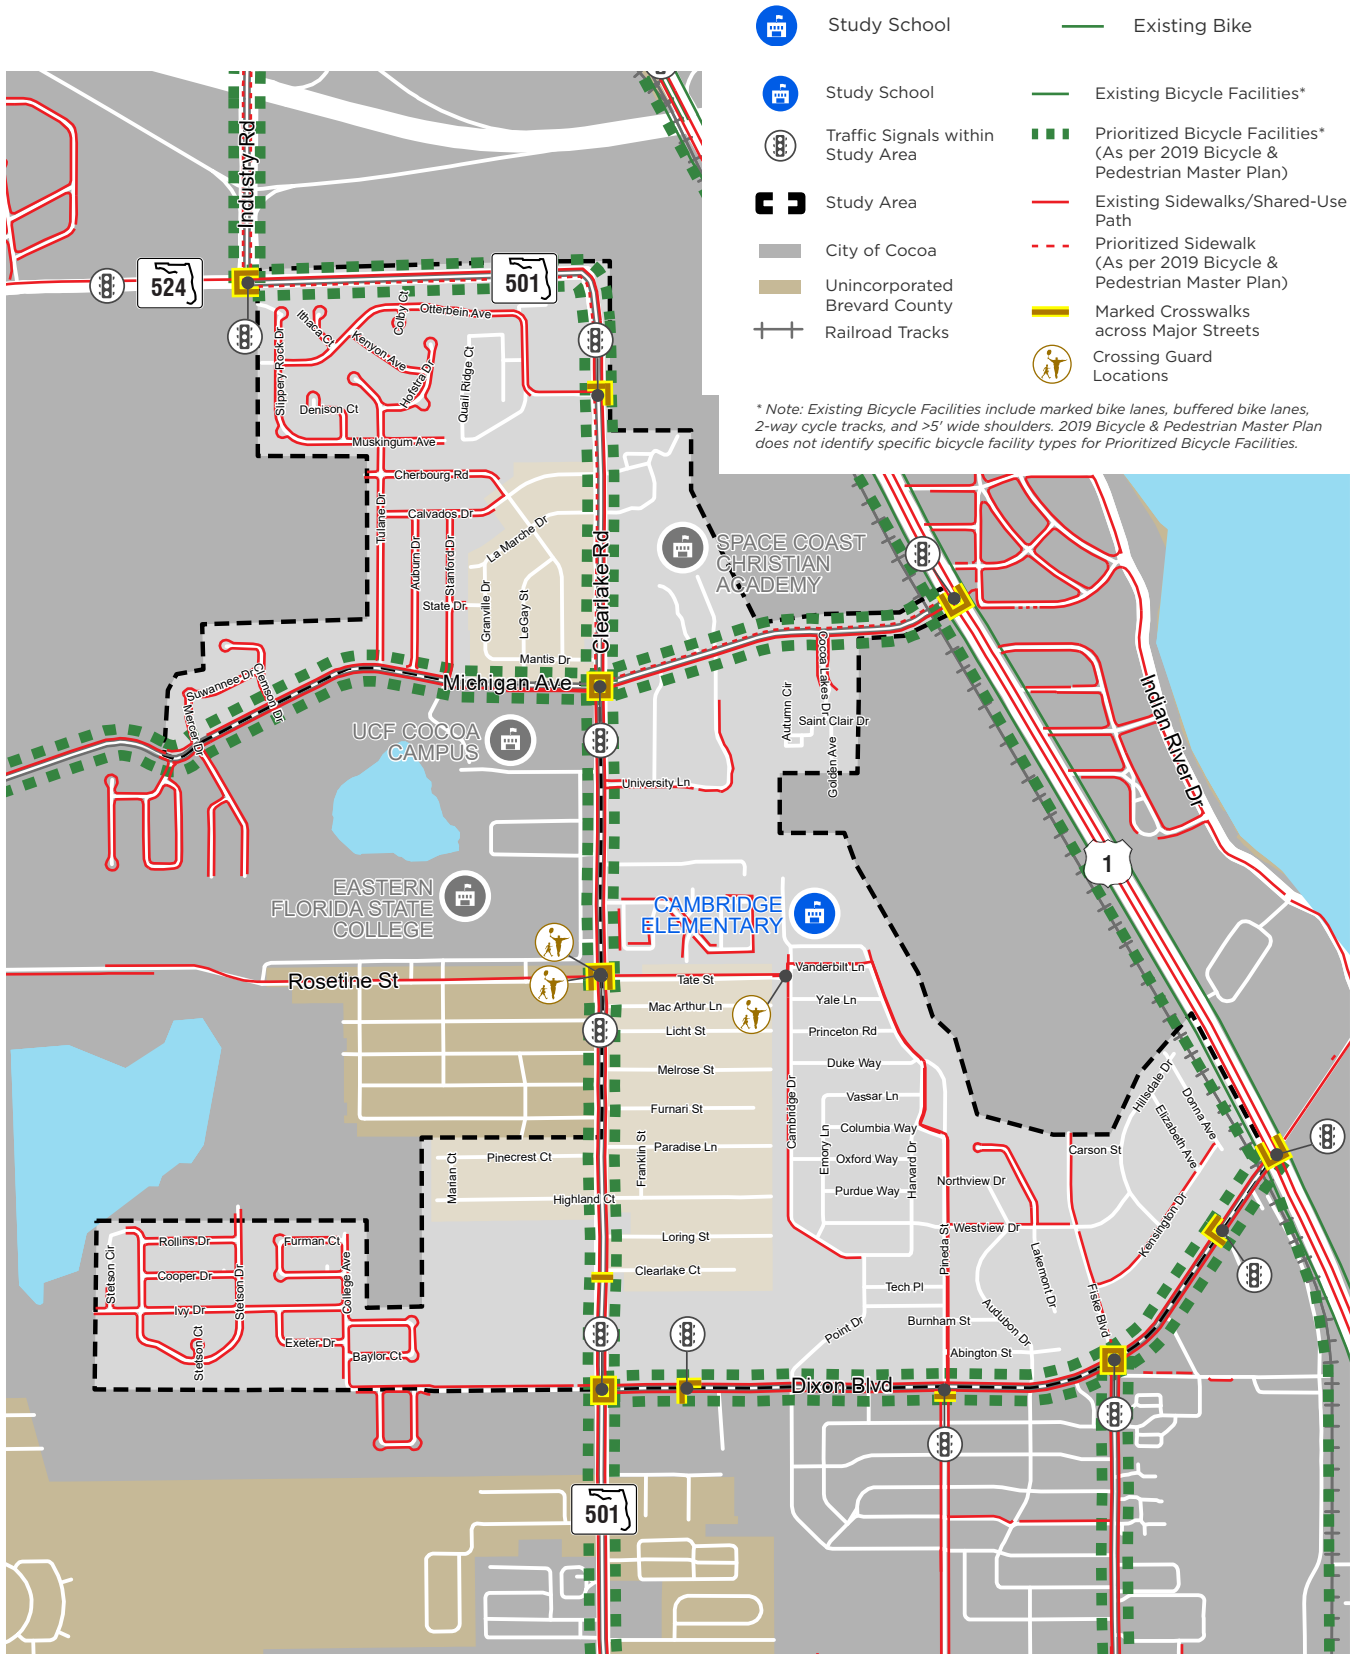 Study School
Existing Bike
Study School
Existing Bicycle Facilities*
Traffic Signals within
Study Area
Prioritized Bicycle Facilities*
(As per 2019 Bicycle &
Pedestrian Master Plan)
Study Area
Existing Sidewalks/Shared-Use
Path
City of Cocoa
Prioritized Sidewalk
(As per 2019 Bicycle &
Pedestrian Master Plan)
Unincorporated
Brevard County
Railroad Tracks
Marked Crosswalks
across Major Streets
Crossing Guard
Locations
* Note: Existing Bicycle Facilities include marked bike lanes, buffered bike lanes,
2-way cycle tracks, and >5' wide shoulders. 2019 Bicycle & Pedestrian Master Plan
does not identify specific bicycle facility types for Prioritized Bicycle Facilities.
Industry Rd
524
501
Slippery Rock Dr
Ithaca Ct
Colby Ct
Otterbein Ave
Kenyon Ave
Hofstra Dr
Quail Ridge Ct
Denison Ct
Muskingum Ave
Cherbourg Rd
Tulane Dr
Calvados Dr
Auburn Dr
Stanford Dr
La Marche Dr
State Dr
Granville Dr
LeGay St
Mantis Dr
Clearlake Rd
SPACE COAST
CHRISTIAN
ACADEMY
Michigan Ave
Suwannee Dr
Clemson Dr
Mercer Dr
UCF COCOA
CAMPUS
Cocoa Lakes Dr
Autumn Cir
Saint Clair Dr
Golden Ave
University Ln
Indian River Dr
1
EASTERN
FLORIDA STATE
COLLEGE
CAMBRIDGE
ELEMENTARY
Rosetine St
Tate St
Vanderbilt Ln
Mac Arthur Ln
Yale Ln
Licht St
Princeton Rd
Melrose St
Duke Way
Cambridge Dr
Vassar Ln
Furnari St
Columbia Way
Franklin St
Paradise Ln
Emory Ln
Oxford Way
Harvard Dr
Purdue Way
Marian Ct
Pinecrest Ct
Highland Ct
Hillsdale Dr
Donna Ave
Elizabeth Ave
Carson St
Northview Dr
Kensington Dr
Westview Dr
Pineda St
Lakemont Dr
Loring St
Clearlake Ct
Tech Pl
Fiske Blvd
Audubon Dr
Burnham St
Point Dr
Abington St
Stetson Cir
Rollins Dr
Furman Ct
Cooper Dr
Stetson Dr
College Ave
Ivy Dr
Stetson Ct
Exeter Dr
Baylor Ct
Dixon Blvd
501